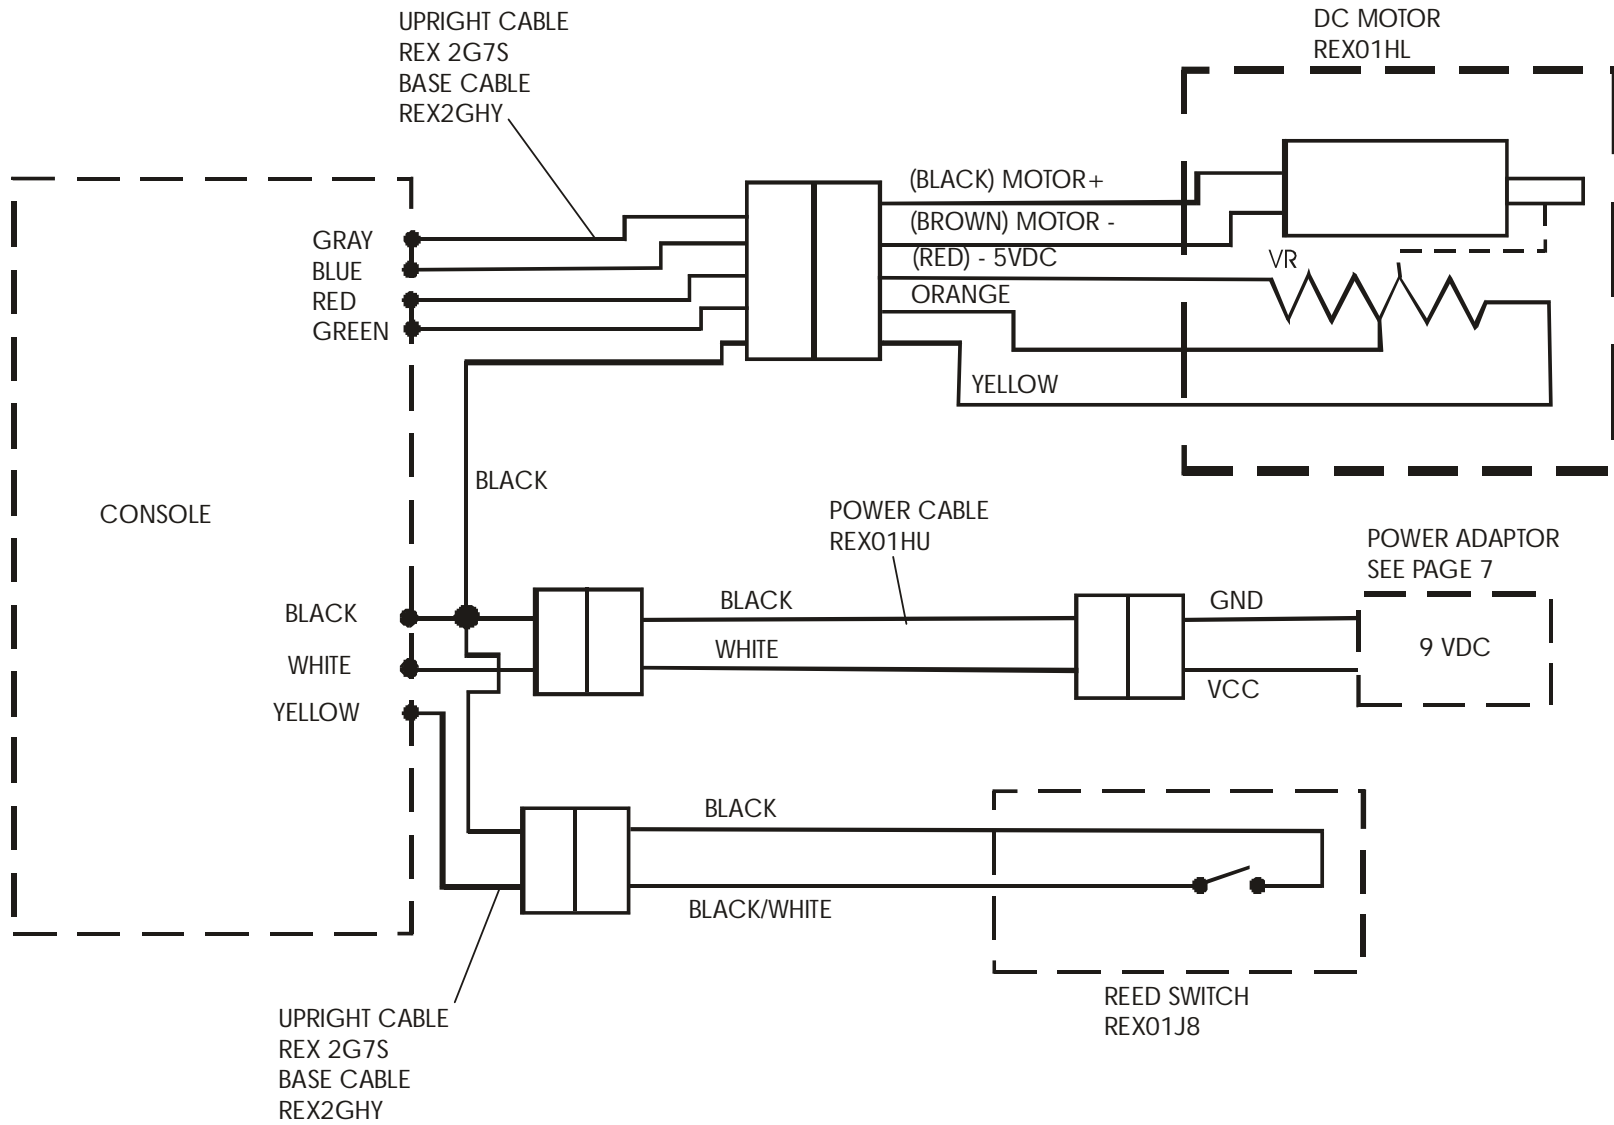 UPRIGHT CABLE
REX 2G7S
BASE CABLE
REX2GHY
DC MOTOR
REX01HL
(BLACK) MOTOR+
(BROWN) MOTOR -
(RED) - 5VDC
ORANGE
YELLOW
VR
GRAY
BLUE
RED
GREEN
BLACK
CONSOLE
POWER CABLE
REX01HU
POWER ADAPTOR
SEE PAGE 7
BLACK
WHITE
YELLOW
BLACK
WHITE
GND
VCC
9 VDC
BLACK
BLACK/WHITE
REED SWITCH
REX01J8
UPRIGHT CABLE
REX 2G7S
BASE CABLE
REX2GHY